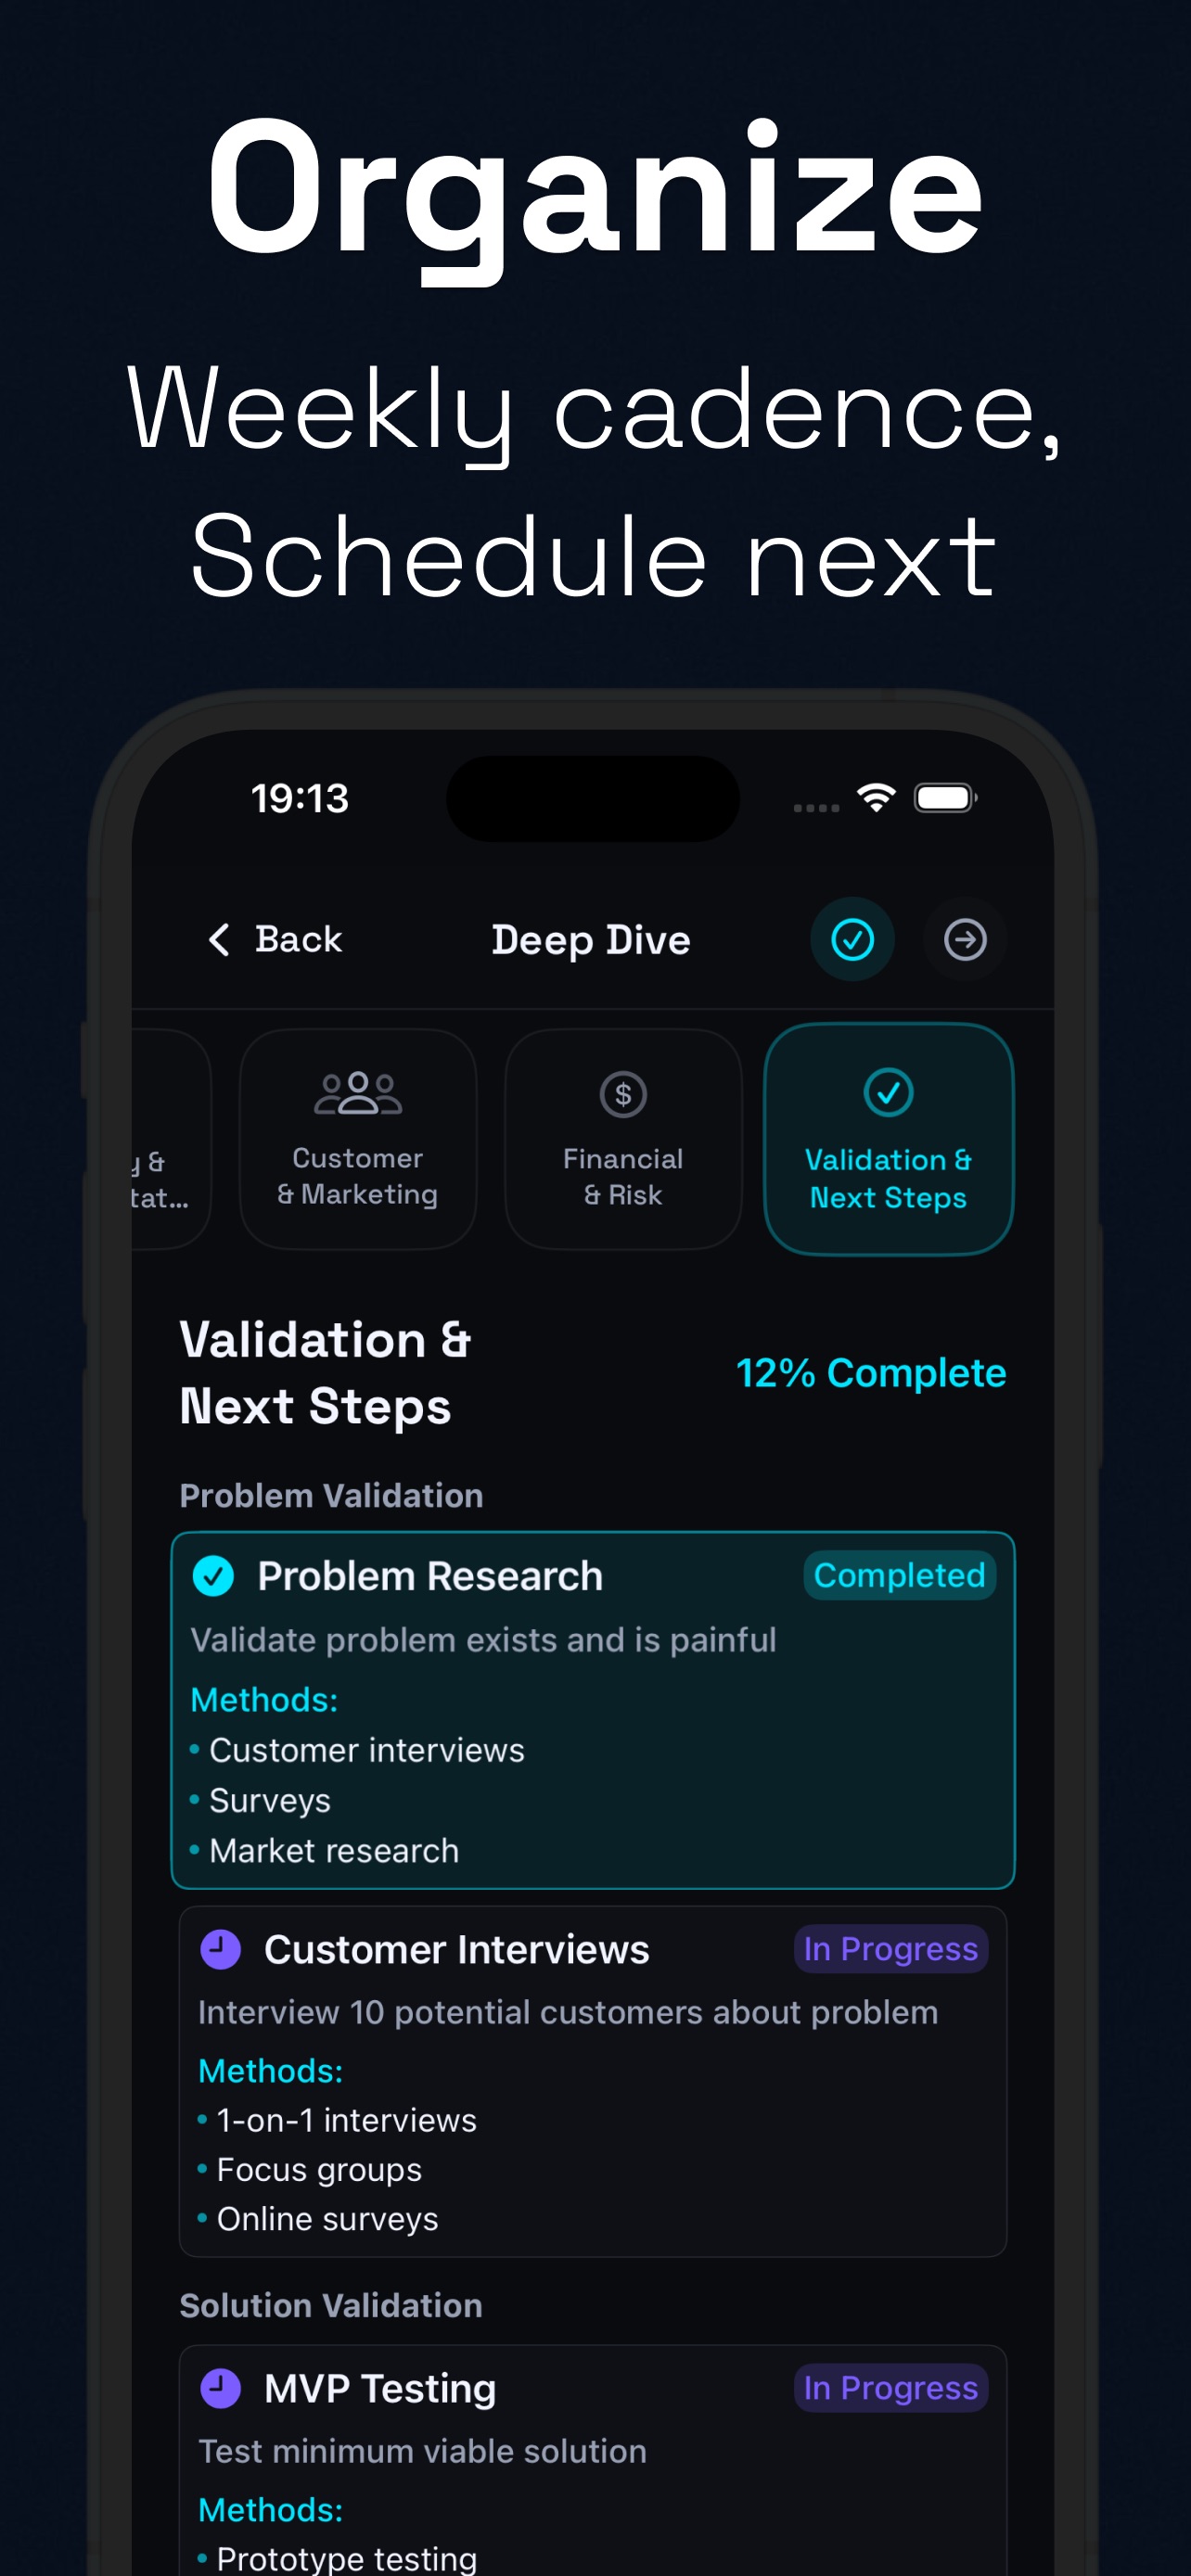 Organize
Weekly cadence,
Schedule next
19:13
Back
Deep Dive
y &
tat...
Customer
& Marketing
$
Financial
& Risk
Validation &
Next Steps
Validation &
Next Steps
12% Complete
Problem Validation
Problem Research
Completed
Validate problem exists and is painful
Methods:
• Customer interviews
• Surveys
• Market research
Customer Interviews
In Progress
Interview 10 potential customers about problem
Methods:
• 1-on-1 interviews
• Focus groups
• Online surveys
Solution Validation
MVP Testing
In Progress
Test minimum viable solution
Methods:
• Prototype testing